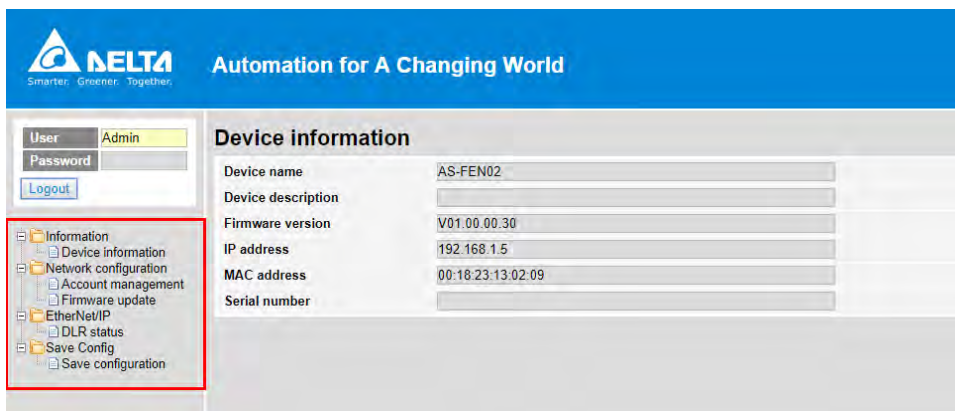 DELTA
Smarter. Greener. Together.
Automation for A Changing World
User Admin
Password
Logout
Information
Device information
Network configuration
Account management
Firmware update
EtherNet/IP
DLR status
Save Config
Save configuration
Device information
Device name AS-FEN02
Device description
Firmware version V01.00.00.30
IP address 192.168.1.5
MAC address 00:18:23:13:02:09
Serial number